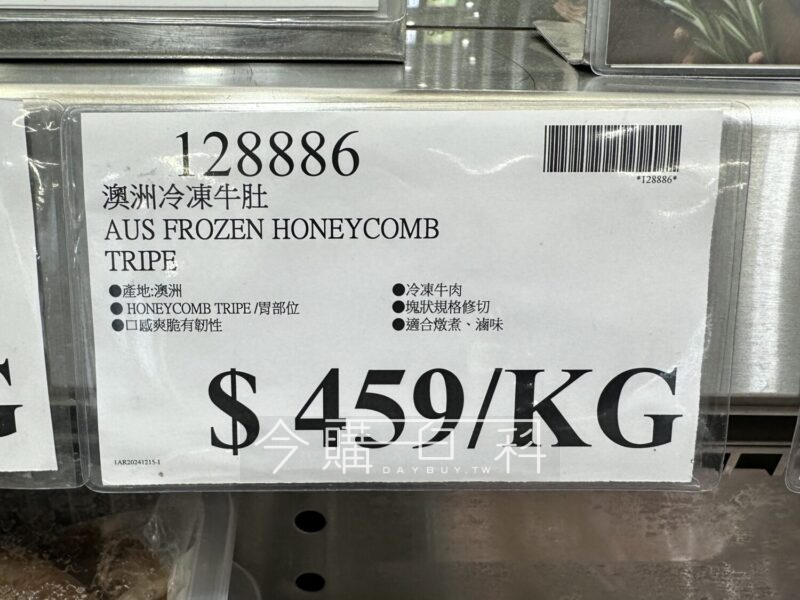 128886
*128886*
澳洲冷凍牛肚
AUS FROZEN HONEYCOMB
TRIPE
●產地:澳洲
● HONEYCOMB TRIPE /胃部位
●口感爽脆有韌性
●冷凍牛肉
●塊狀規格修切
●適合燉煮、滷味
$ 459/KG
今購百科
DAYBUY.TW
1AR20241215-1
G